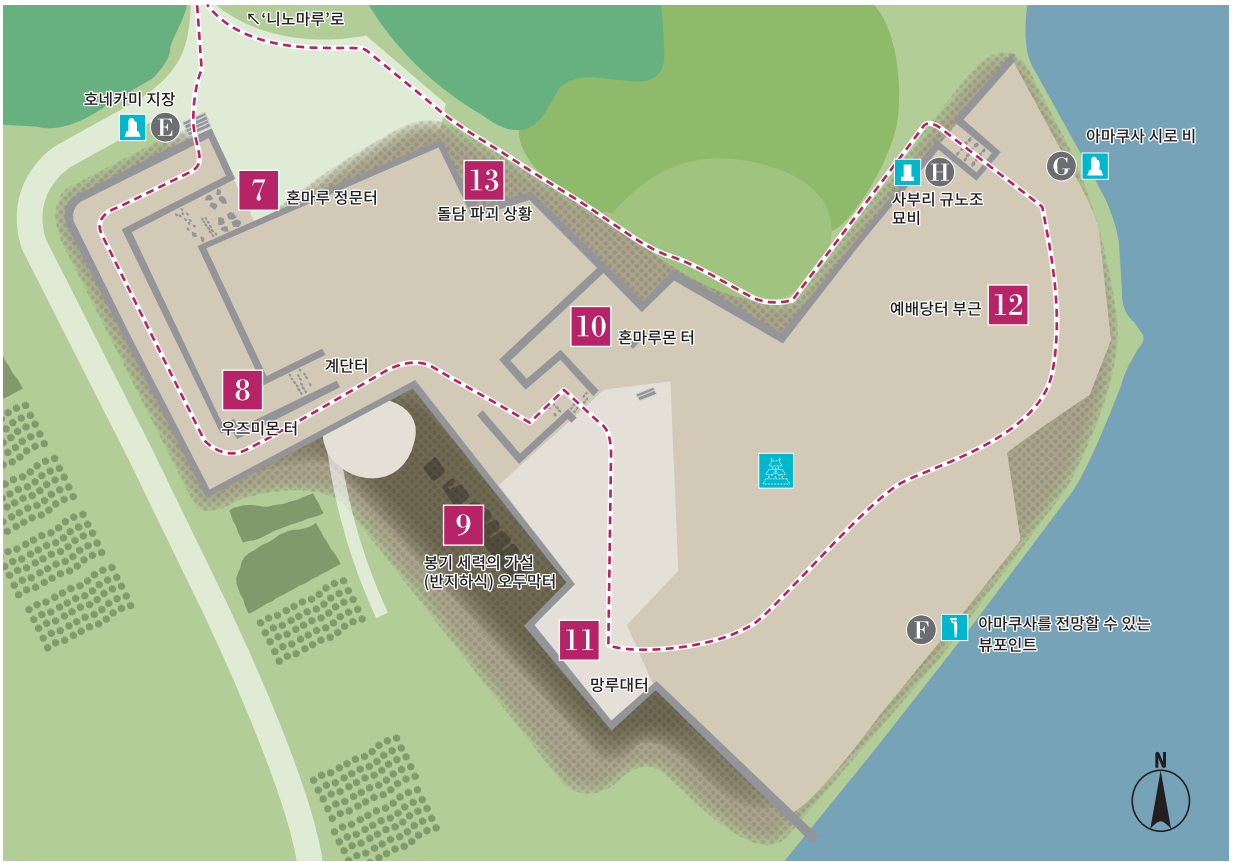 ↖‘니노마루’로
호네카미 지장
E
아마쿠사 시로 비
G
7
혼마루 정문터
13
돌담 파괴 상황
H
사부리 규노조
묘비
예배당터 부근
12
10
혼마루몬 터
계단터
8
우즈미몬 터
9
봉기 세력의 가설
(반지하식) 오두막터
11
망루대터
F
아마쿠사를 전망할 수 있는
뷰포인트
N